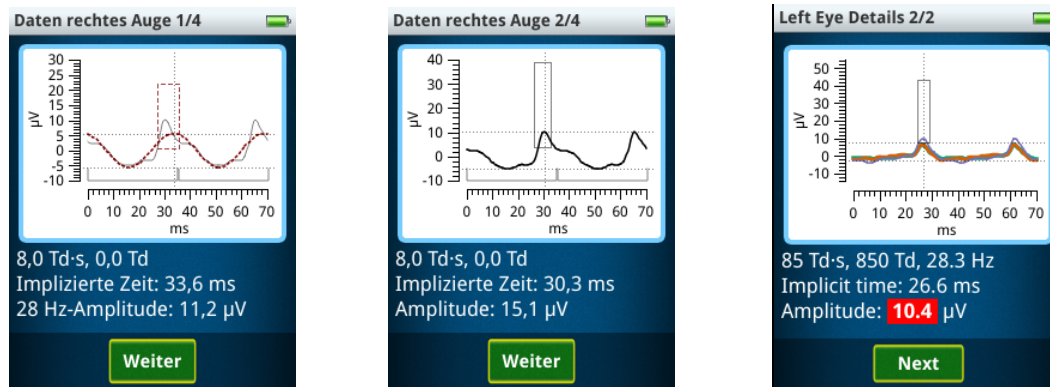 Daten rechtes Auge 1/4
30
25
20
15
10
5
0
-5
-10
µV
0 10 20 30 40 50 60 70
ms
8,0 Td·s, 0,0 Td
Implizierte Zeit: 33,6 ms
28 Hz-Amplitude: 11,2 µV
Weiter
Daten rechtes Auge 2/4
40
30
20
10
0
-10
µV
0 10 20 30 40 50 60 70
ms
8,0 Td·s, 0,0 Td
Implizierte Zeit: 30,3 ms
Amplitude: 15,1 µV
Weiter
Left Eye Details 2/2
50
40
30
20
10
0
-10
µV
0 10 20 30 40 50 60 70
ms
85 Td·s, 850 Td, 28.3 Hz
Implicit time: 26.6 ms
Amplitude: 10.4 µV
Next